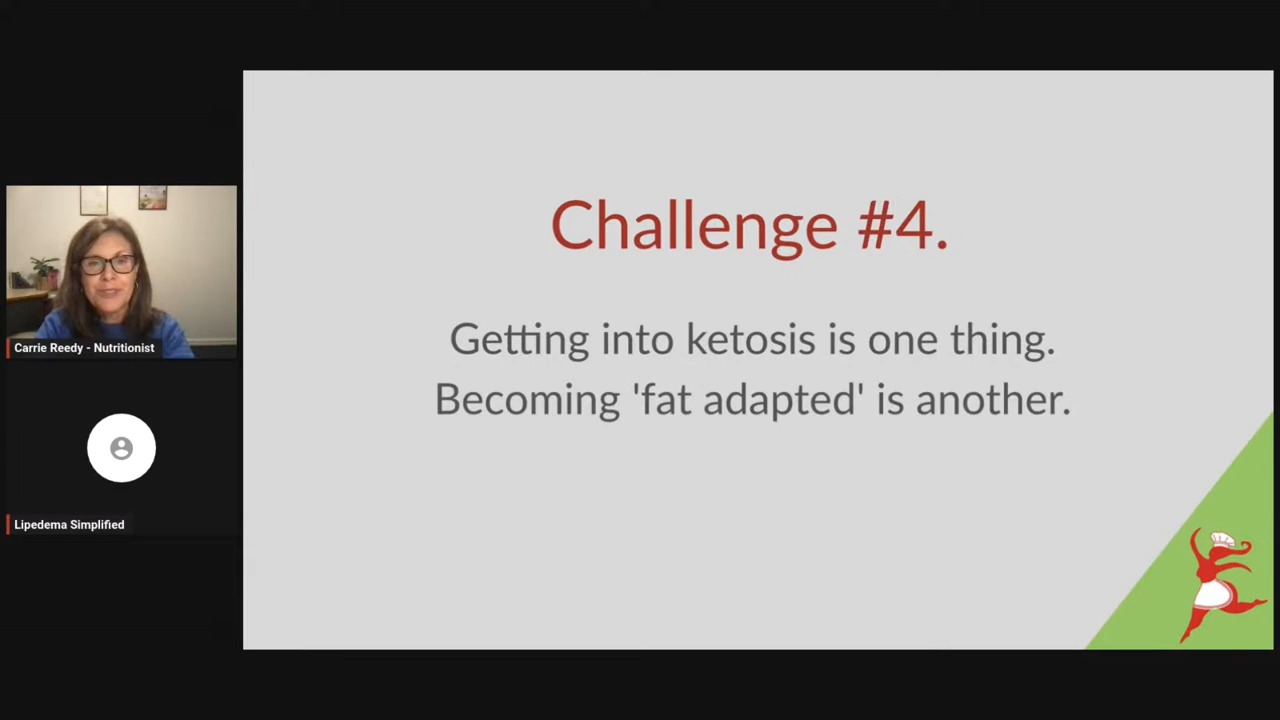 Challenge #4.
Getting into ketosis is one thing.
Becoming 'fat adapted' is another.
Carrie Reedy - Nutritionist
Lipedema Simplified